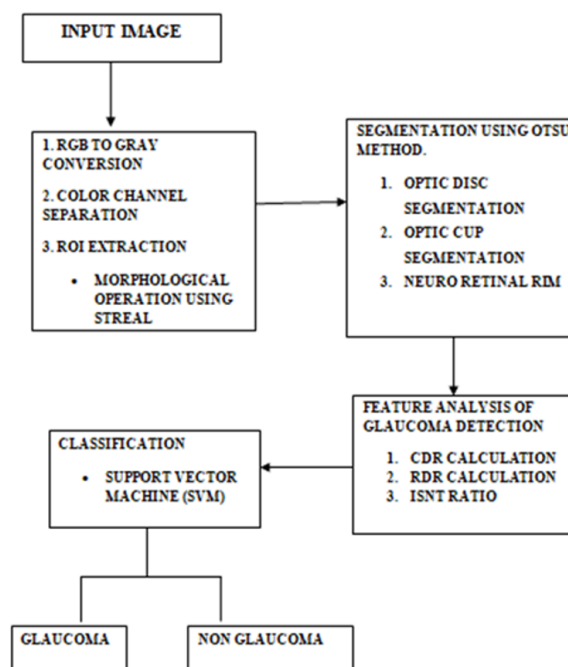 INPUT IMAGE
1. RGB TO GRAY
CONVERSION
2. COLOR CHANNEL
SEPARATION
3. ROI EXTRACTION
• MORPHOLOGICAL
OPERATION USING
STREAL
SEGMENTATION USING OTSU
METHOD.
1. OPTIC DISC
SEGMENTATION
2. OPTIC CUP
SEGMENTATION
3. NEURO RETINAL RIM
FEATURE ANALYSIS OF
GLAUCOMA DETECTION
1. CDR CALCULATION
2. RDR CALCULATION
3. ISNT RATIO
CLASSIFICATION
• SUPPORT VECTOR
MACHINE (SVM)
GLAUCOMA
NON GLAUCOMA